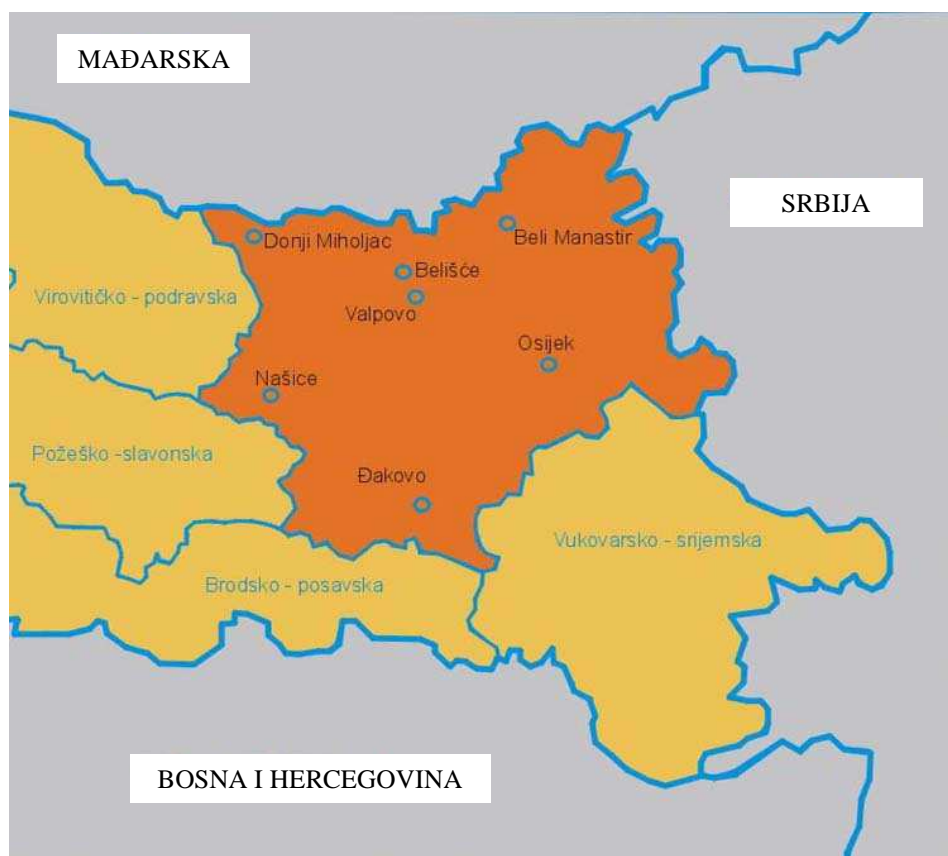 MAĐARSKA
SRBIJA
Donji Miholjac
Beli Manastir
Belišće
Virovitičko - podravska
Valpovo
Osijek
Našice
Požeško -slavonska
Đakovo
Vukovarsko - srijemska
Brodsko - posavska
BOSNA I HERCEGOVINA